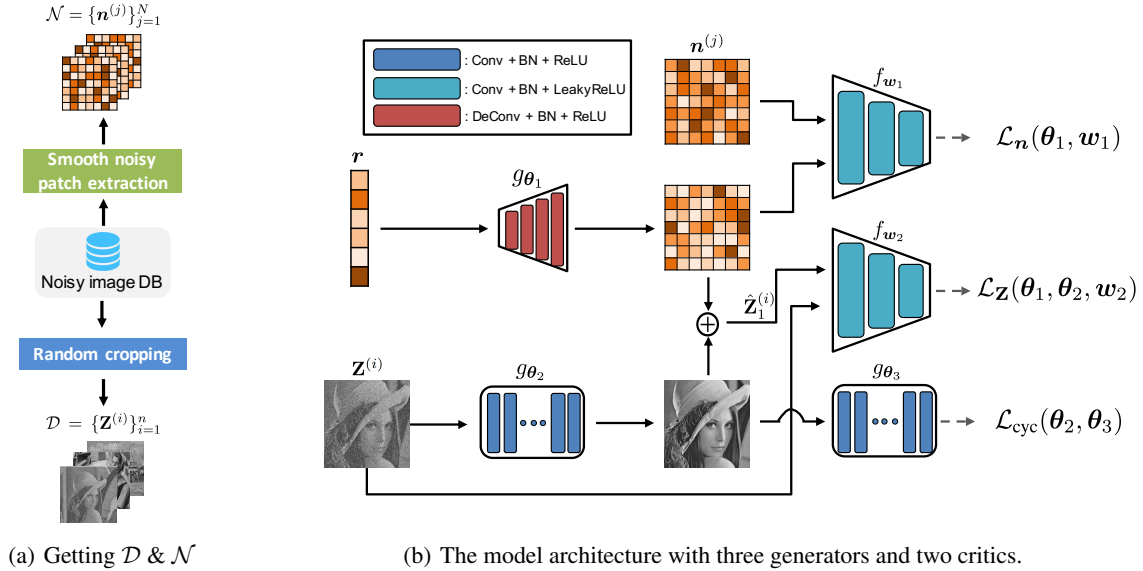 𝒩 = {𝒏^(j)}_{j=1}^N
Smooth noisy
patch extraction
Noisy image DB
Random cropping
𝒟 = {𝐙^(i)}_{i=1}^n
(a) Getting 𝒟 & 𝒩
: Conv + BN + ReLU
: Conv + BN + LeakyReLU
: DeConv + BN + ReLU
𝒏^(j)
f_{𝒘_1}
ℒ_𝒏(𝜽_1, 𝒘_1)
𝒓
g_{𝜽_1}
f_{𝒘_2}
Ẑ_1^(i)
ℒ_𝐙(𝜽_1, 𝜽_2, 𝒘_2)
𝐙^(i)
g_{𝜽_2}
g_{𝜽_3}
ℒ_cyc(𝜽_2, 𝜽_3)
(b) The model architecture with three generators and two critics.